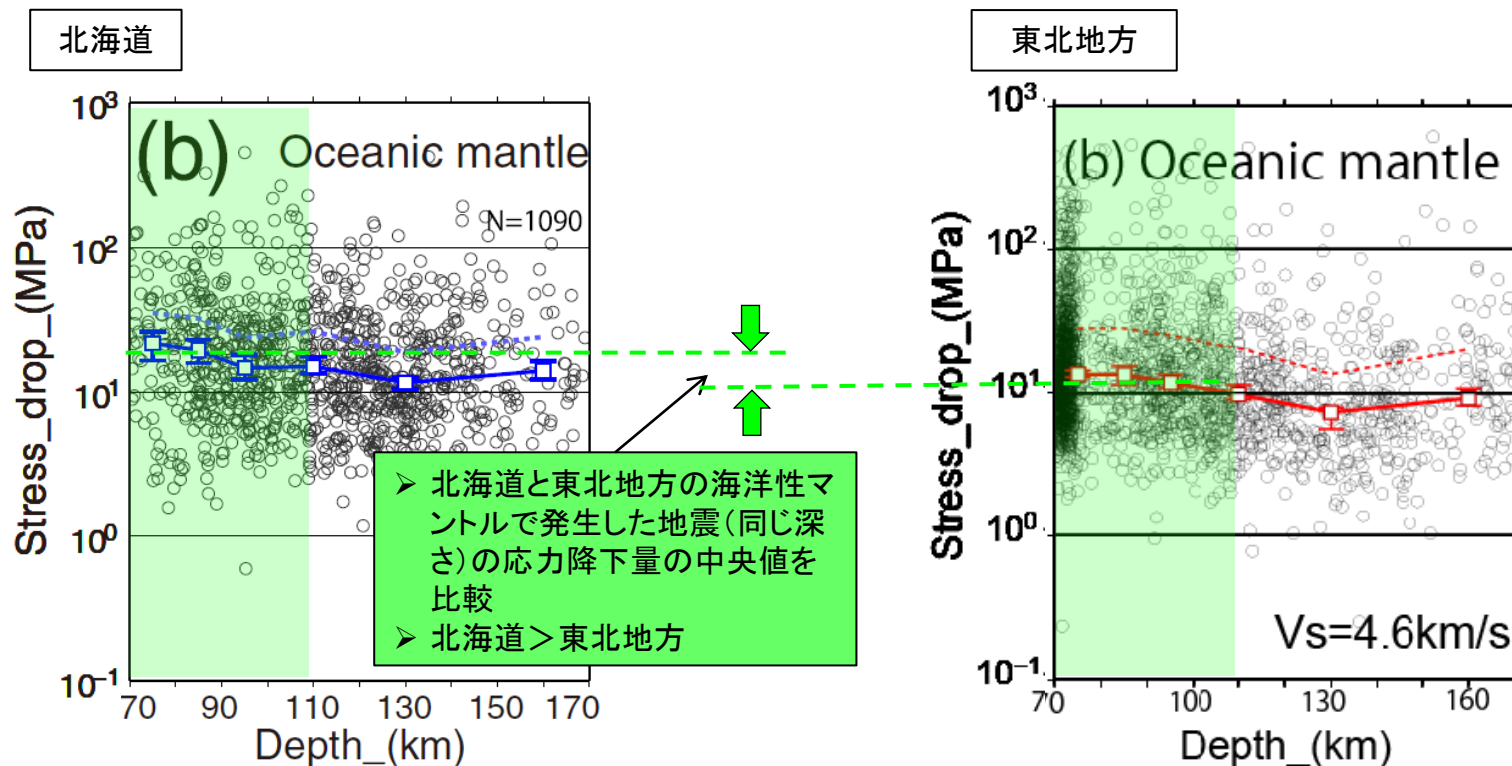 北海道
10³
10²
10¹
10⁰
10⁻¹
Stress_drop_(MPa)
(b) Oceanic mantle
N=1090
70 90 110 130 150 170
Depth_(km)
➢ 北海道と東北地方の海洋性マ
ントルで発生した地震(同じ深
さ)の応力降下量の中央値を
比較
➢ 北海道＞東北地方
東北地方
10³
10²
10¹
10⁰
10⁻¹
Stress_drop_(MPa)
(b) Oceanic mantle
Vs=4.6km/s
70 100 130 160
Depth_(km)